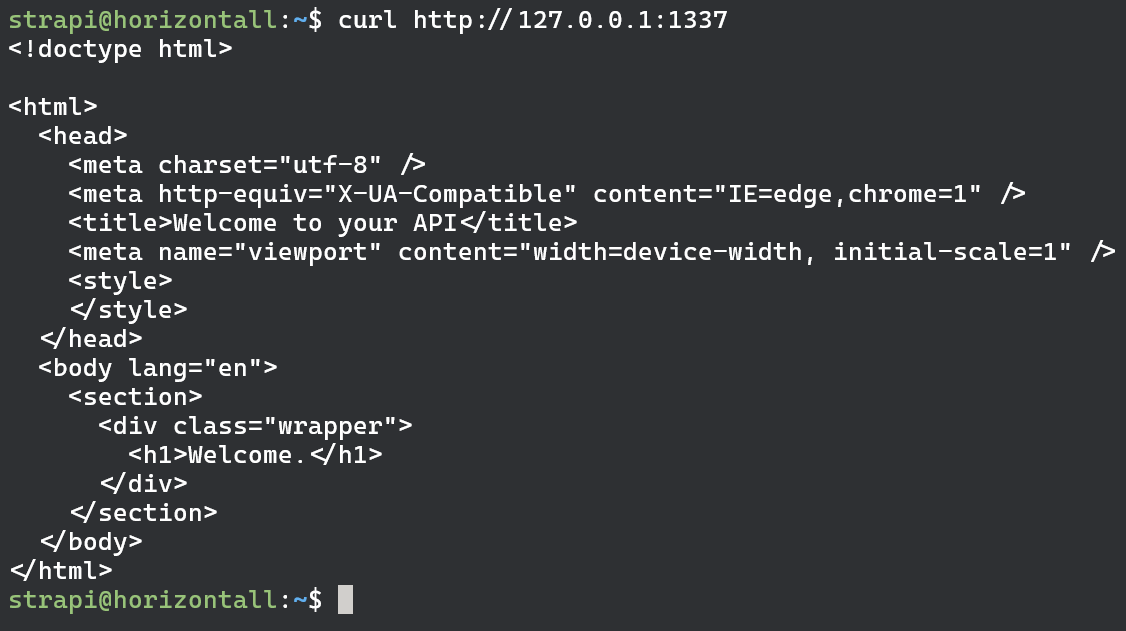 strapi@horizontall:~$ curl http://127.0.0.1:1337
<!doctype html>

<html>
  <head>
    <meta charset="utf-8" />
    <meta http-equiv="X-UA-Compatible" content="IE=edge,chrome=1" />
    <title>Welcome to your API</title>
    <meta name="viewport" content="width=device-width, initial-scale=1" />
    <style>
    </style>
  </head>
  <body lang="en">
    <section>
      <div class="wrapper">
        <h1>Welcome.</h1>
      </div>
    </section>
  </body>
</html>
strapi@horizontall:~$